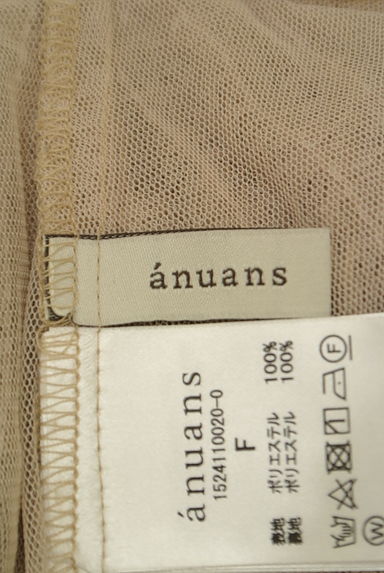 ánuans
ánuans
1524110020-0
F
表地 ポリエステル 100%
裏地 ポリエステル 100%
F
W